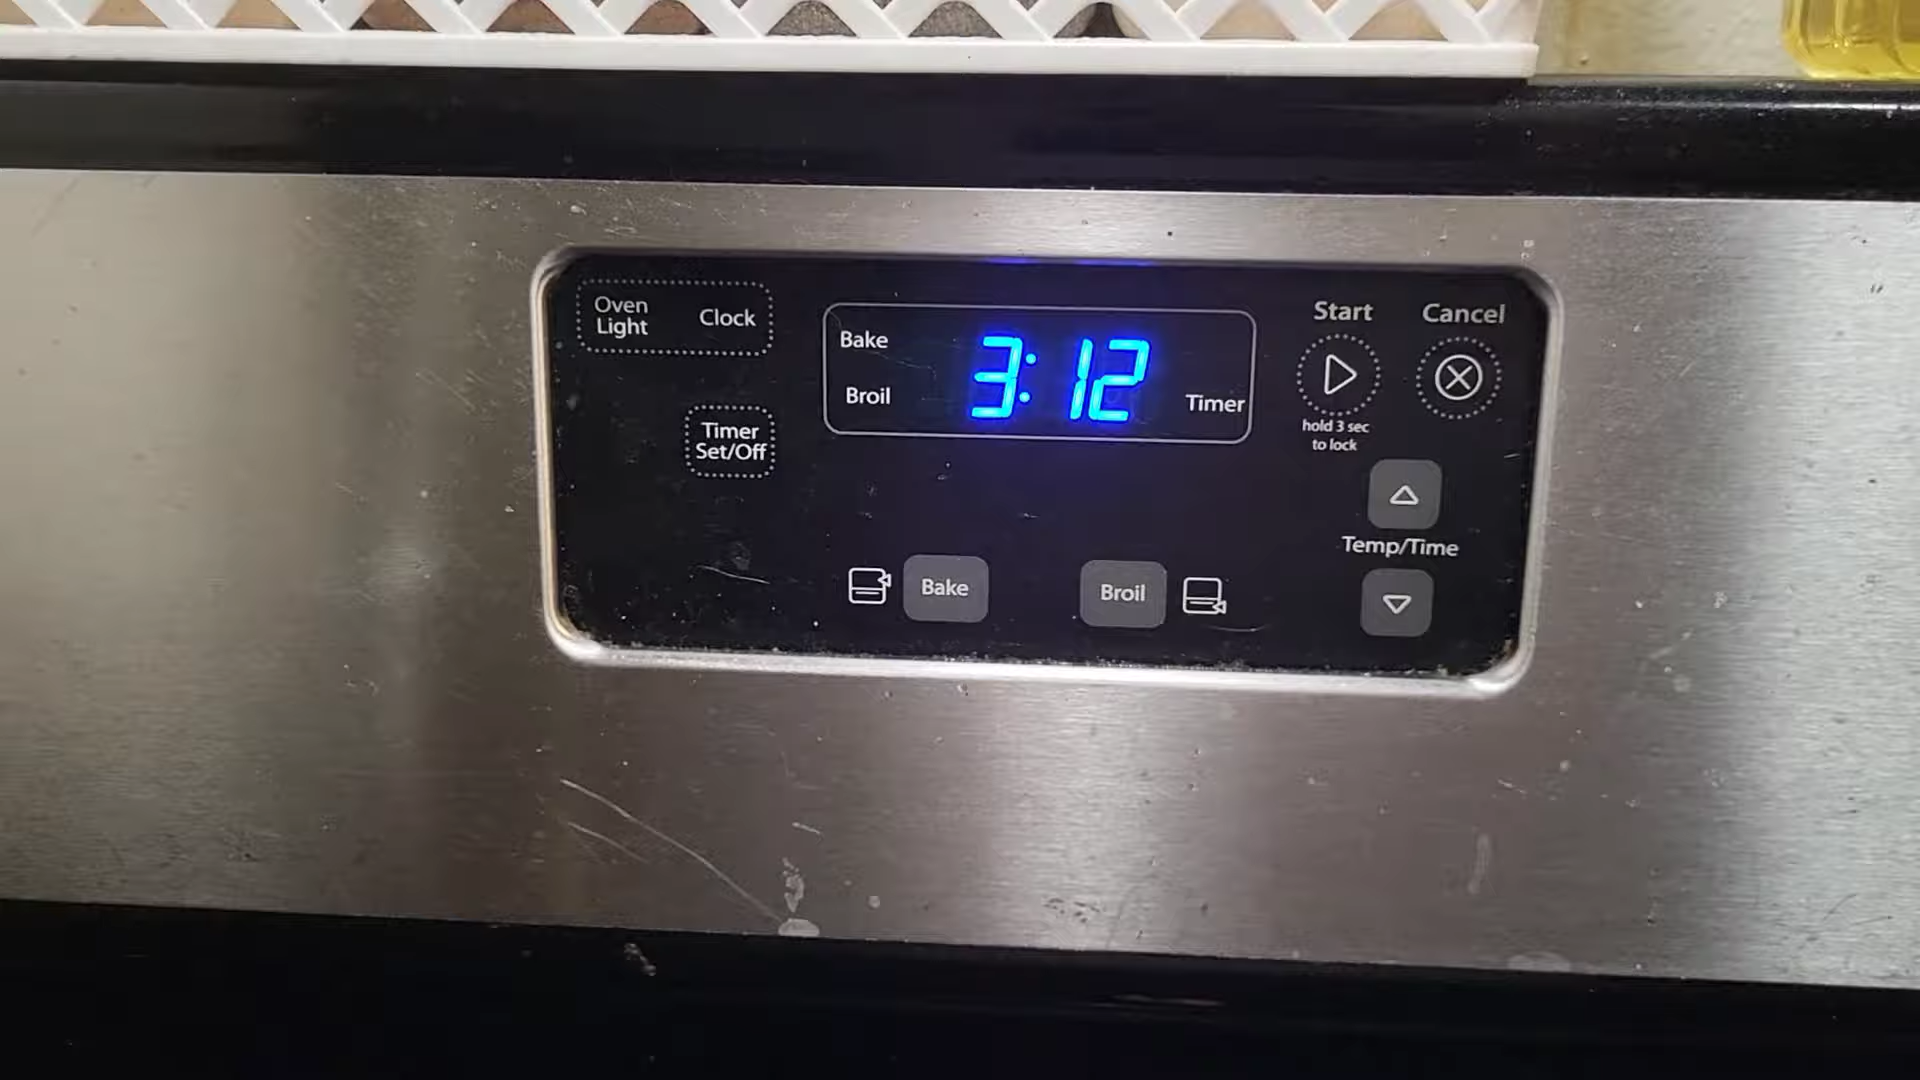 Oven
Light
Clock
Timer
Set/Off
Bake
Broil
3:12
Timer
Start
hold 3 sec
to lock
Cancel
Temp/Time
Bake
Broil